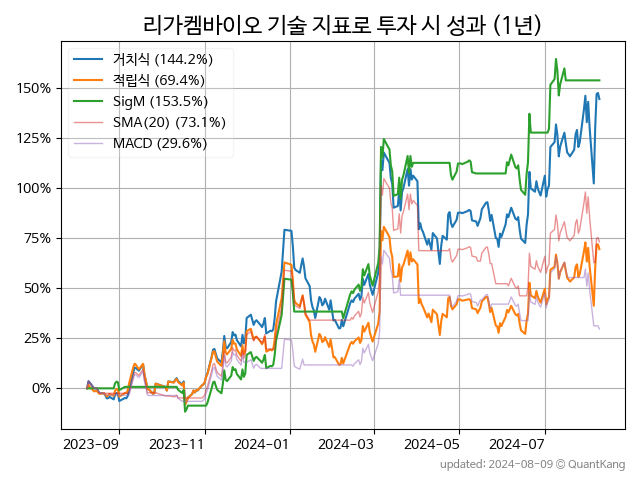 리가켐바이오 기술 지표로 투자 시 성과 (1년)
거치식 (144.2%)
적립식 (69.4%)
SigM (153.5%)
SMA(20) (73.1%)
MACD (29.6%)
150%
125%
100%
75%
50%
25%
0%
2023-09
2023-11
2024-01
2024-03
2024-05
2024-07
updated: 2024-08-09 © QuantKang